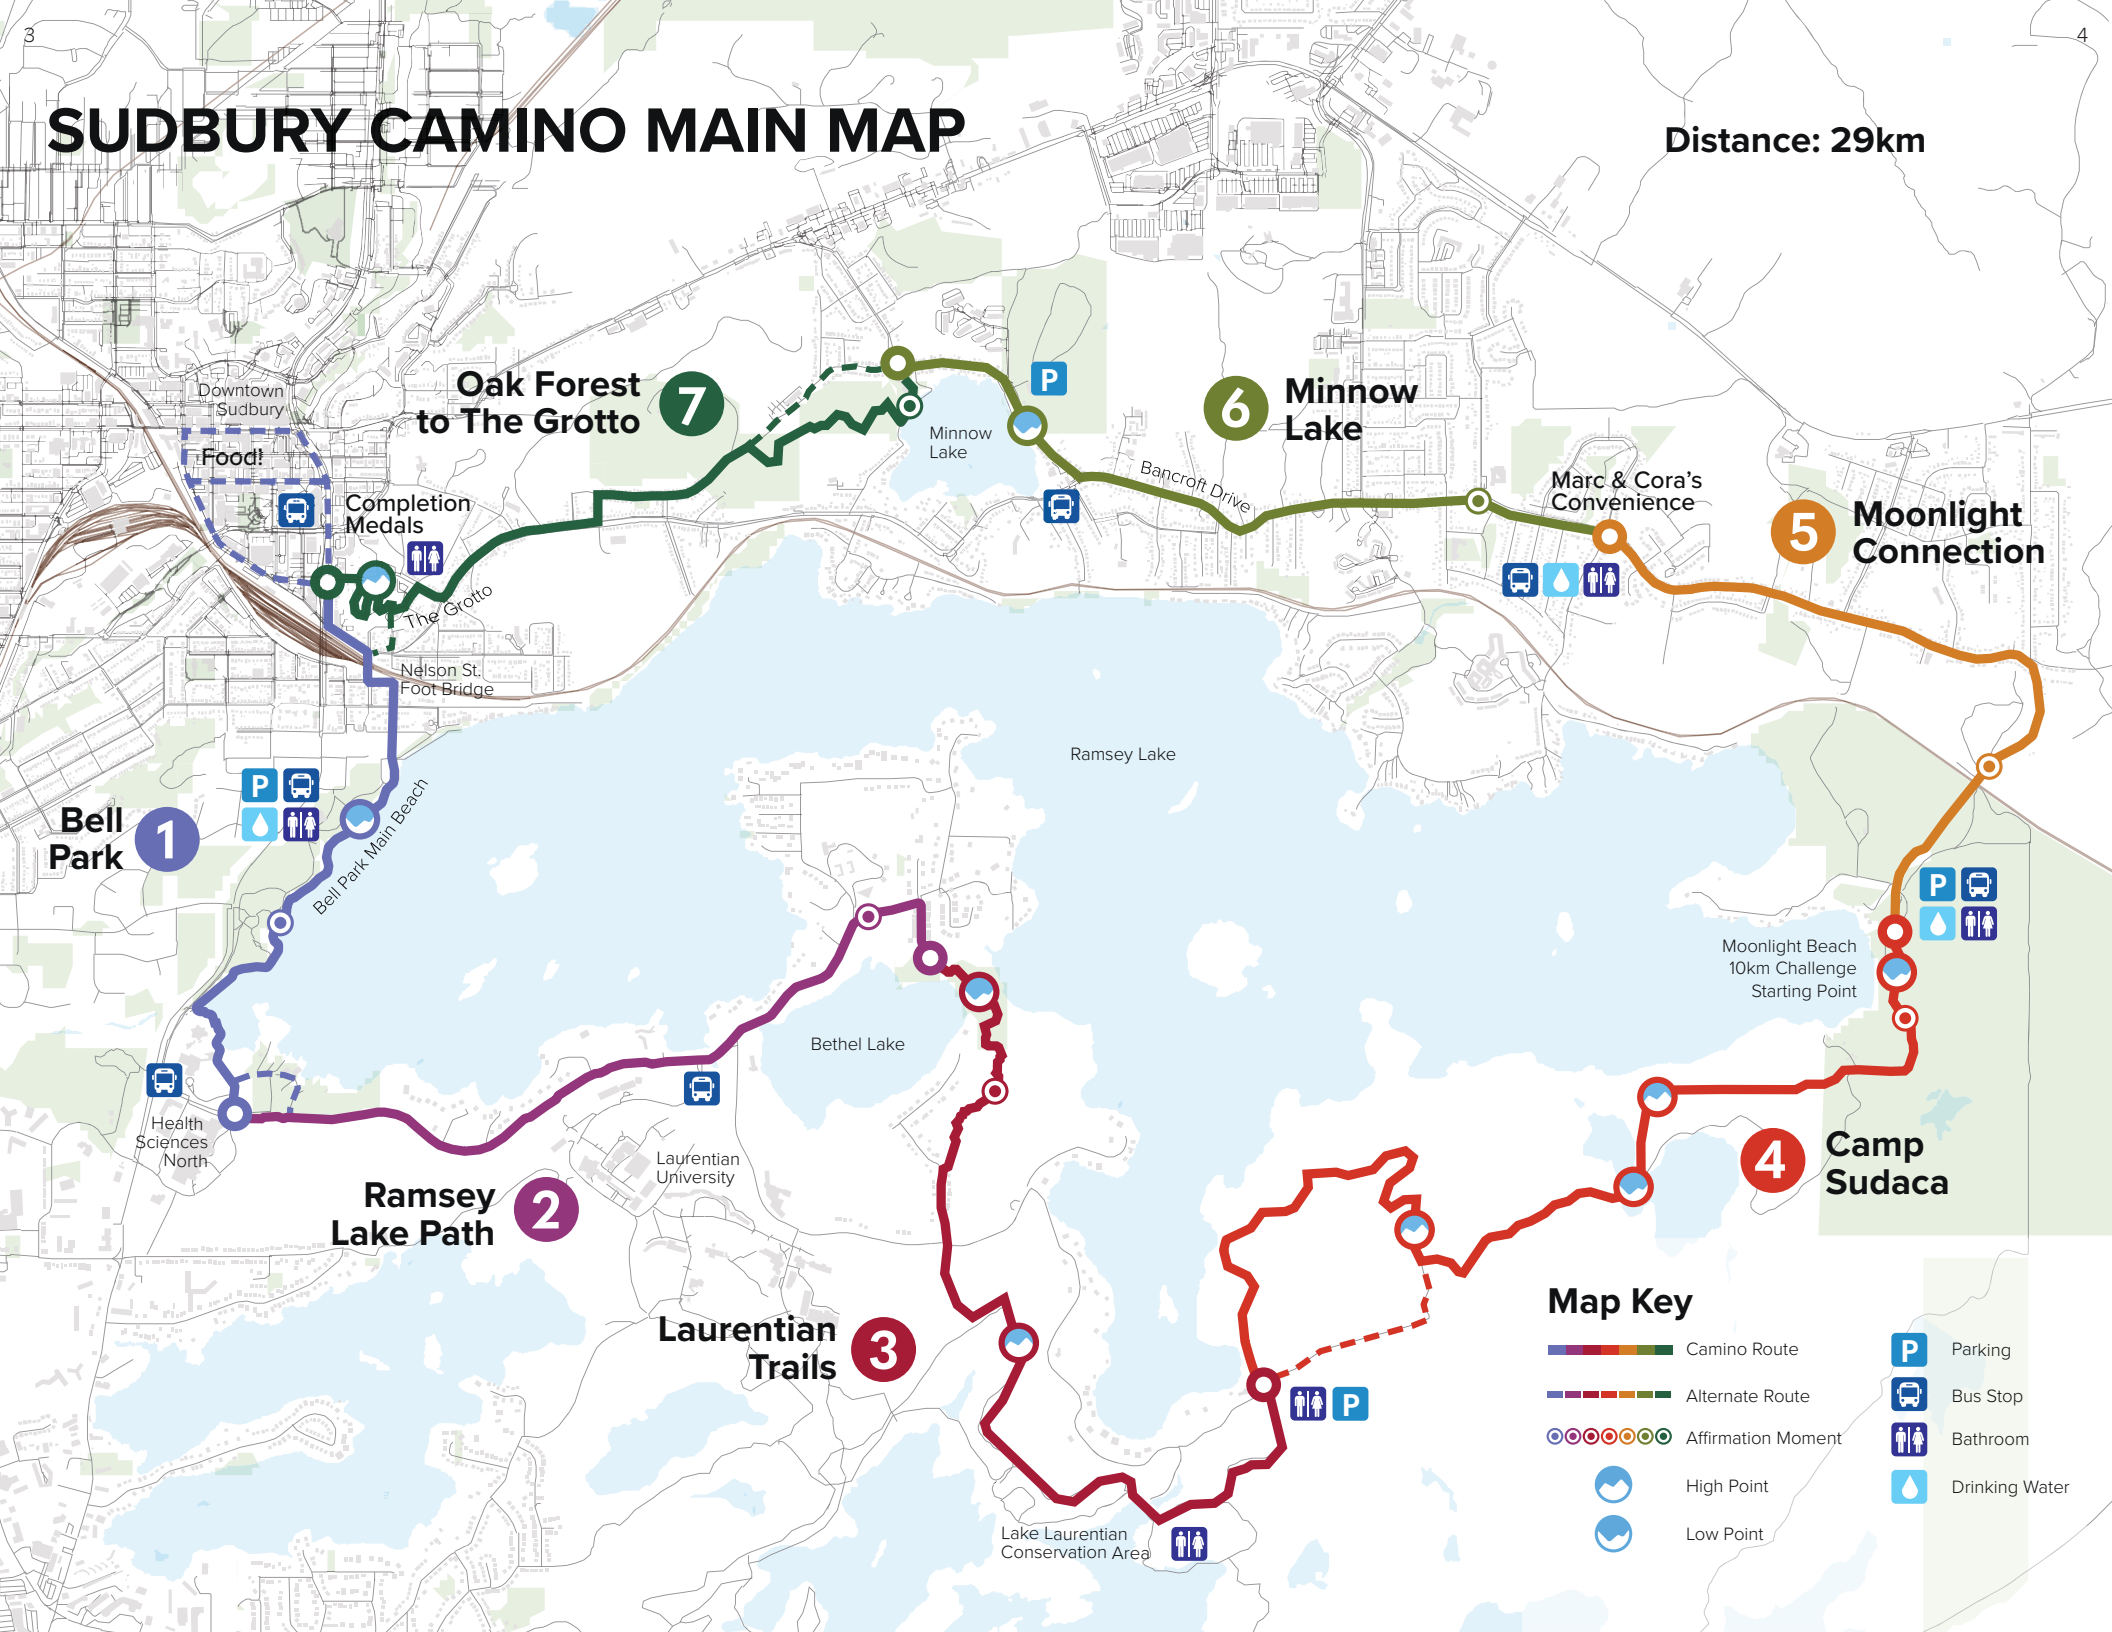 3
4
SUDBURY CAMINO MAIN MAP
Distance: 29km
Downtown
Sudbury
Food!
Oak Forest
to The Grotto
7
P
6
Minnow
Lake
Minnow
Lake
Bancroft Drive
Marc & Cora's
Convenience
5
Moonlight
Connection
Completion
Medals
The Grotto
Nelson St.
Foot Bridge
Ramsey Lake
P
Bell
Park
1
Bell Park Main Beach
P
Moonlight Beach
10km Challenge
Starting Point
Bethel Lake
Health
Sciences
North
Laurentian
University
Ramsey
Lake Path
2
4
Camp
Sudaca
Laurentian
Trails
3
P
Lake Laurentian
Conservation Area
Map Key
Camino Route
Alternate Route
Affirmation Moment
High Point
Low Point
P
Parking
Bus Stop
Bathroom
Drinking Water